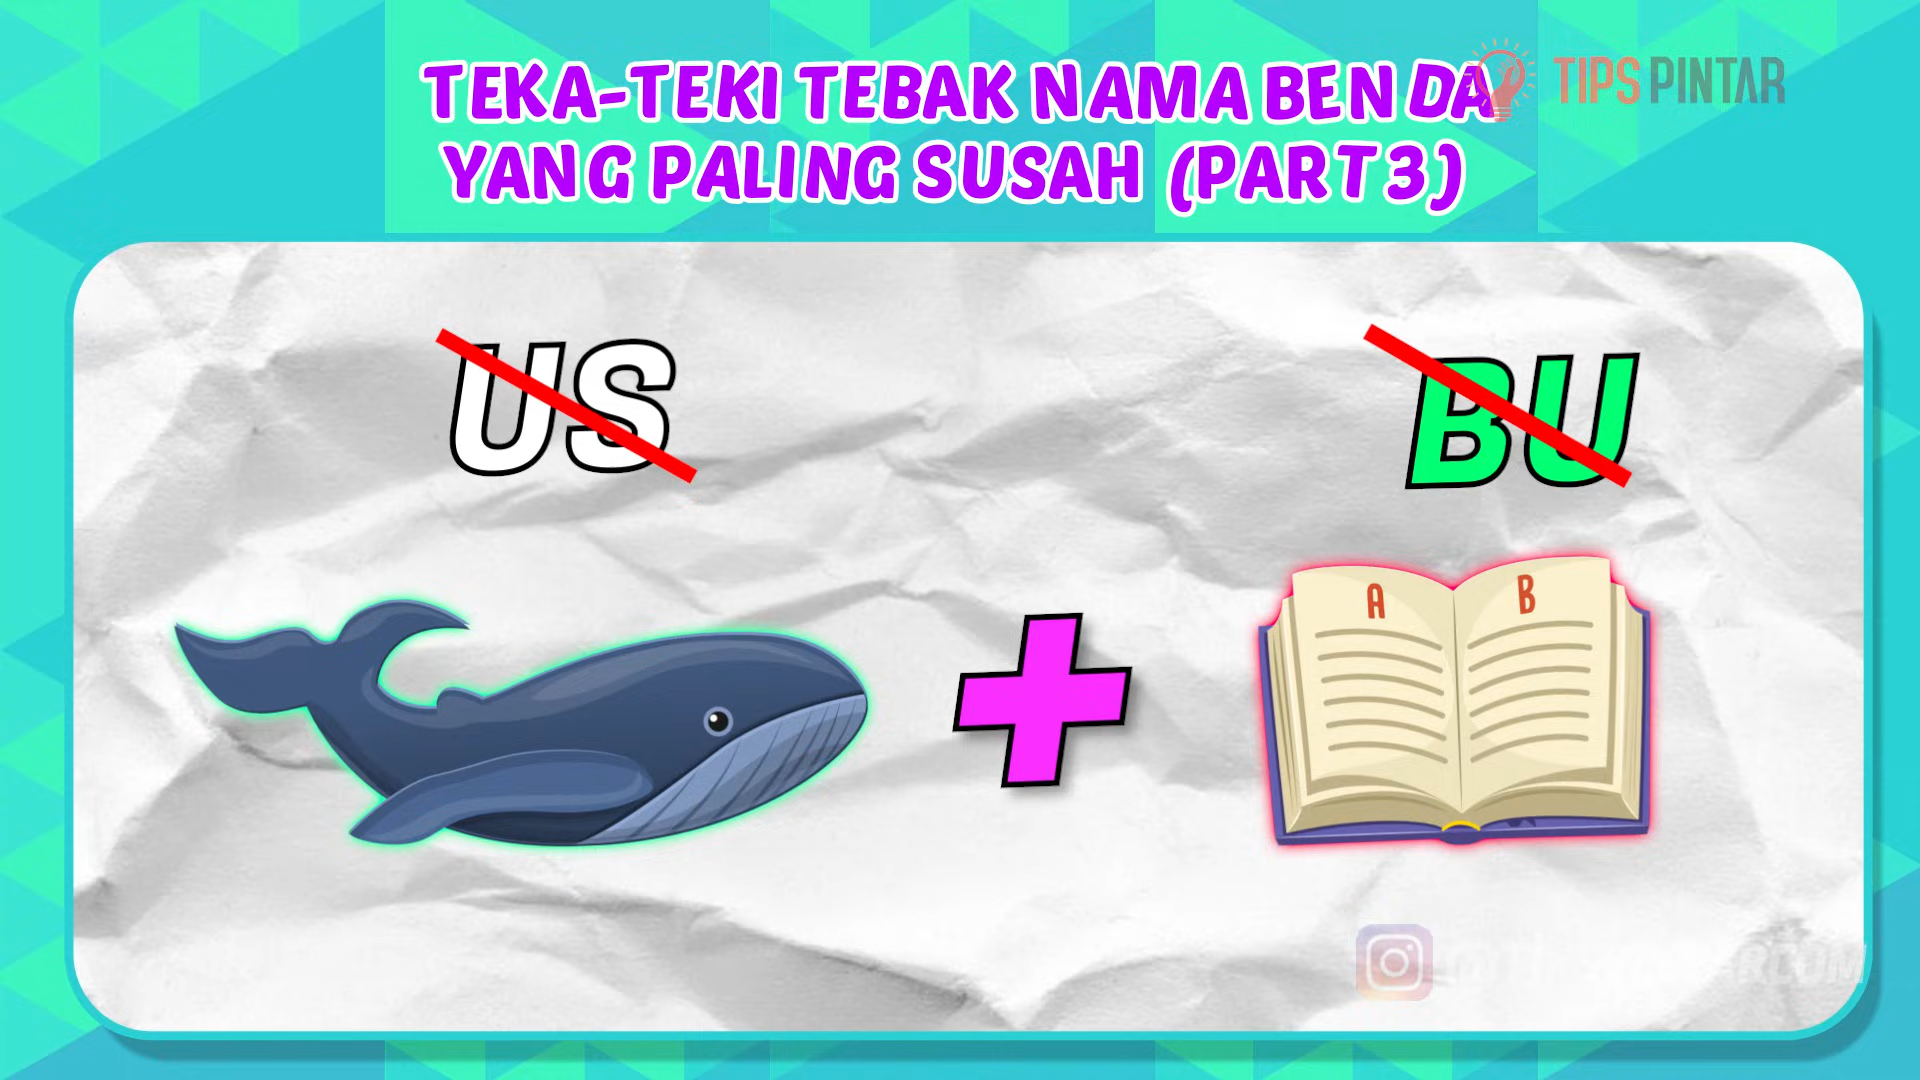 TEKA-TEKI TEBAK NAMA BENDA
YANG PALING SUSAH (PART 3)
TIPS PINTAR
US
BU
A
B